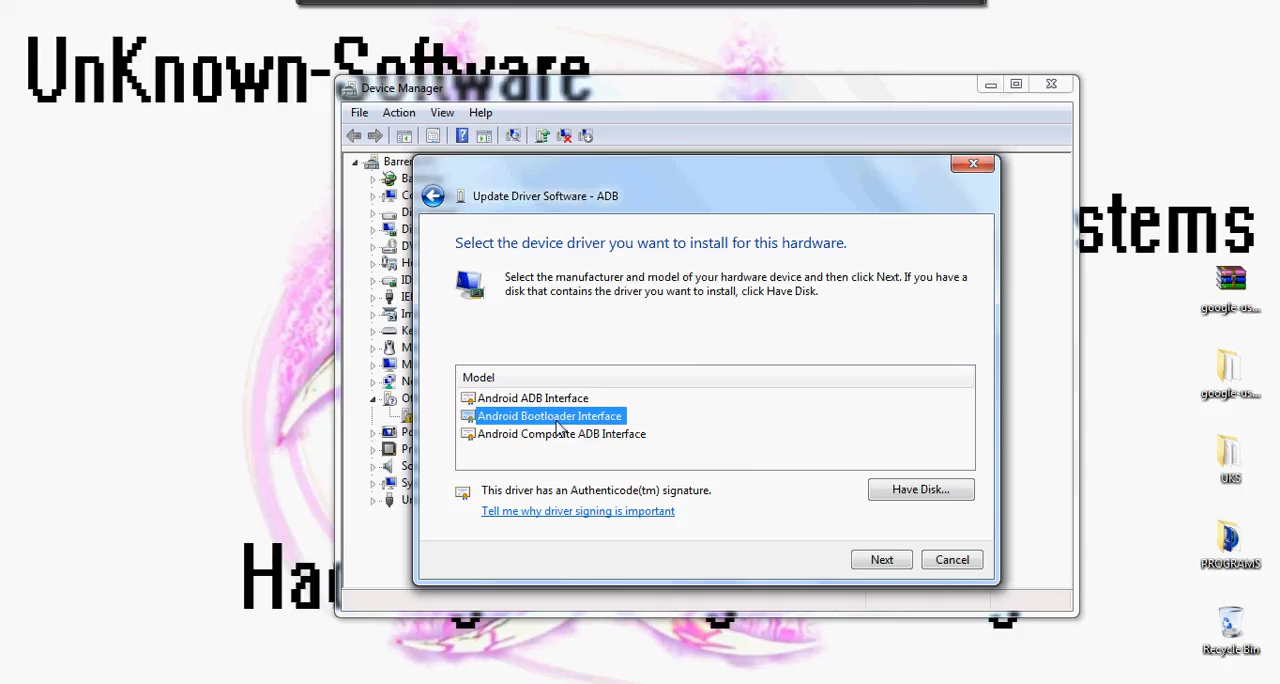 UnKnown-Software
Device Manager
File Action View Help
Update Driver Software - ADB
Select the device driver you want to install for this hardware.
Select the manufacturer and model of your hardware device and then click Next. If you have a
disk that contains the driver you want to install, click Have Disk.
Model
Android ADB Interface
Android Bootloader Interface
Android Composite ADB Interface
This driver has an Authenticode(tm) signature.
Have Disk...
Tell me why driver signing is important
Next
Cancel
stems
google-us...
google-us...
UKS
PROGRAMS
Recycle Bin